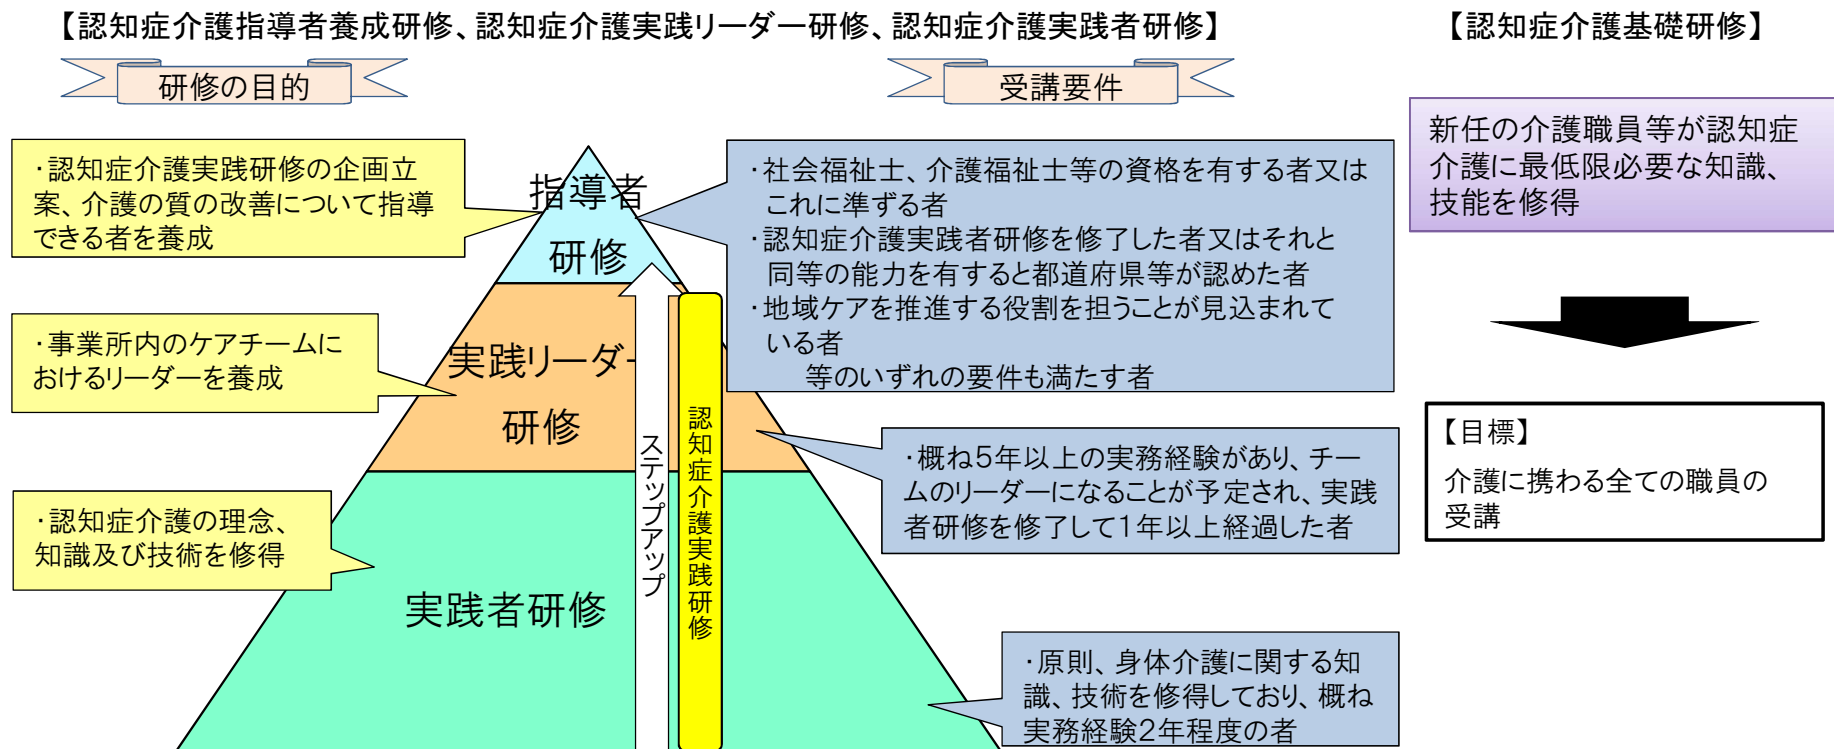 【認知症介護指導者養成研修、認知症介護実践リーダー研修、認知症介護実践者研修】
【認知症介護基礎研修】
研修の目的
受講要件
・認知症介護実践研修の企画立
案、介護の質の改善について指導
できる者を養成
指導者
研修
・社会福祉士、介護福祉士等の資格を有する者又は
これに準ずる者
・認知症介護実践者研修を修了した者又はそれと
同等の能力を有すると都道府県等が認めた者
・地域ケアを推進する役割を担うことが見込まれて
いる者
等のいずれの要件も満たす者
・事業所内のケアチームに
おけるリーダーを養成
実践リーダー
研修
・概ね5年以上の実務経験があり、チー
ムのリーダーになることが予定され、実践
者研修を修了して1年以上経過した者
・認知症介護の理念、
知識及び技術を修得
実践者研修
・原則、身体介護に関する知
識、技術を修得しており、概ね
実務経験2年程度の者
ステップアップ
認知症介護実践研修
新任の介護職員等が認知症
介護に最低限必要な知識、
技能を修得
【目標】
介護に携わる全ての職員の
受講